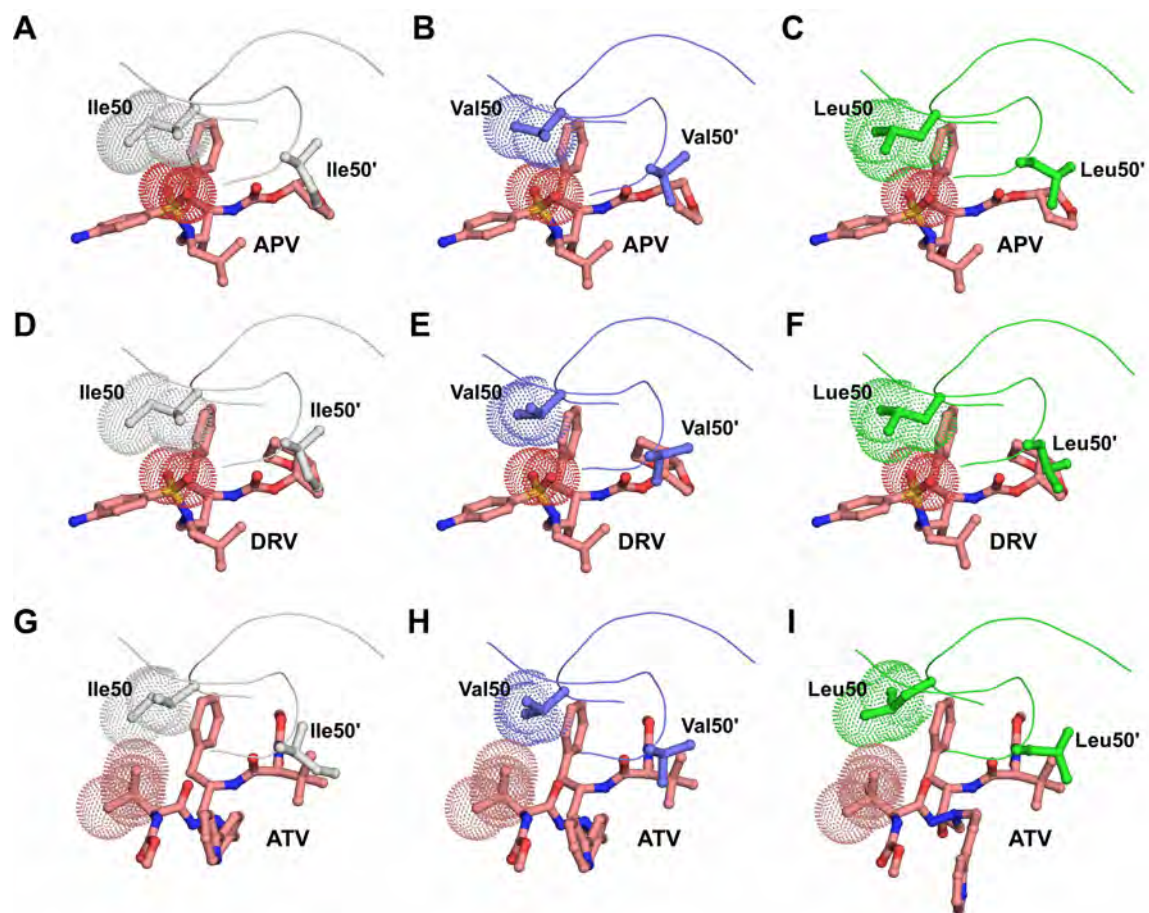 A
B
C
Ile50
Val50
Leu50
Val50'
Ile50'
Leu50'
APV
APV
APV
D
E
F
Ile50
Val50
Lue50
Ile50'
Val50'
Leu50'
DRV
DRV
DRV
G
H
I
Ile50
Val50
Leu50
Ile50'
Val50'
Leu50'
ATV
ATV
ATV